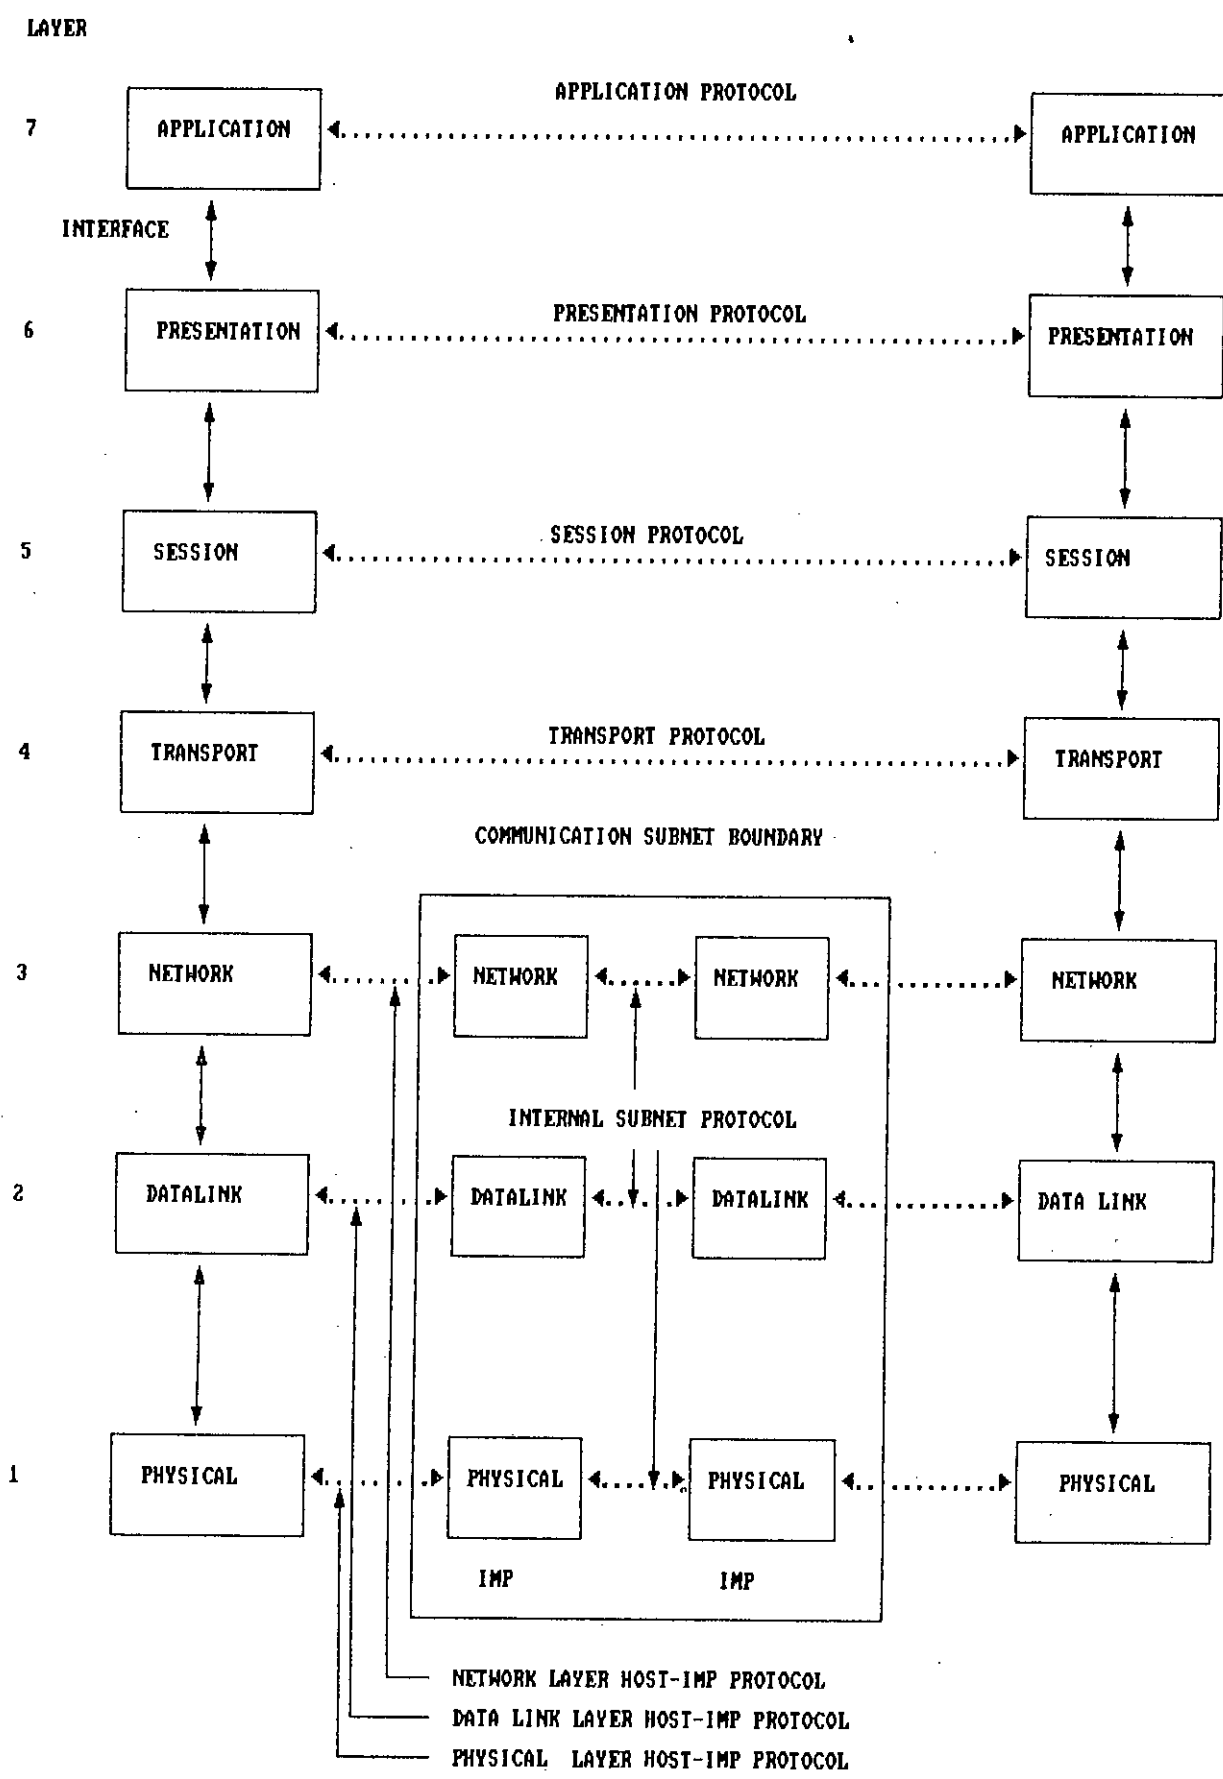 LAYER
APPLICATION PROTOCOL
7 APPLICATION APPLICATION
INTERFACE
PRESENTATION PROTOCOL
6 PRESENTATION PRESENTATION
SESSION PROTOCOL
5 SESSION SESSION
TRANSPORT PROTOCOL
4 TRANSPORT TRANSPORT
COMMUNICATION SUBNET BOUNDARY
3 NETWORK NETWORK NETWORK NETWORK
INTERNAL SUBNET PROTOCOL
2 DATALINK DATALINK DATALINK DATA LINK
1 PHYSICAL PHYSICAL PHYSICAL PHYSICAL
IMP IMP
NETWORK LAYER HOST-IMP PROTOCOL
DATA LINK LAYER HOST-IMP PROTOCOL
PHYSICAL LAYER HOST-IMP PROTOCOL